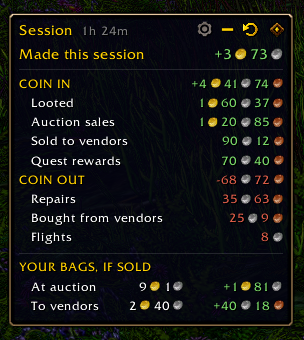 Session 1h 24m
Made this session +3 73
COIN IN +4 41 74
Looted 1 60 37
Auction sales 1 20 85
Sold to vendors 90 12
Quest rewards 70 40
COIN OUT -68 72
Repairs 35 63
Bought from vendors 25 9
Flights 8
YOUR BAGS, IF SOLD
At auction 9 1 +1 81
To vendors 2 40 +40 18